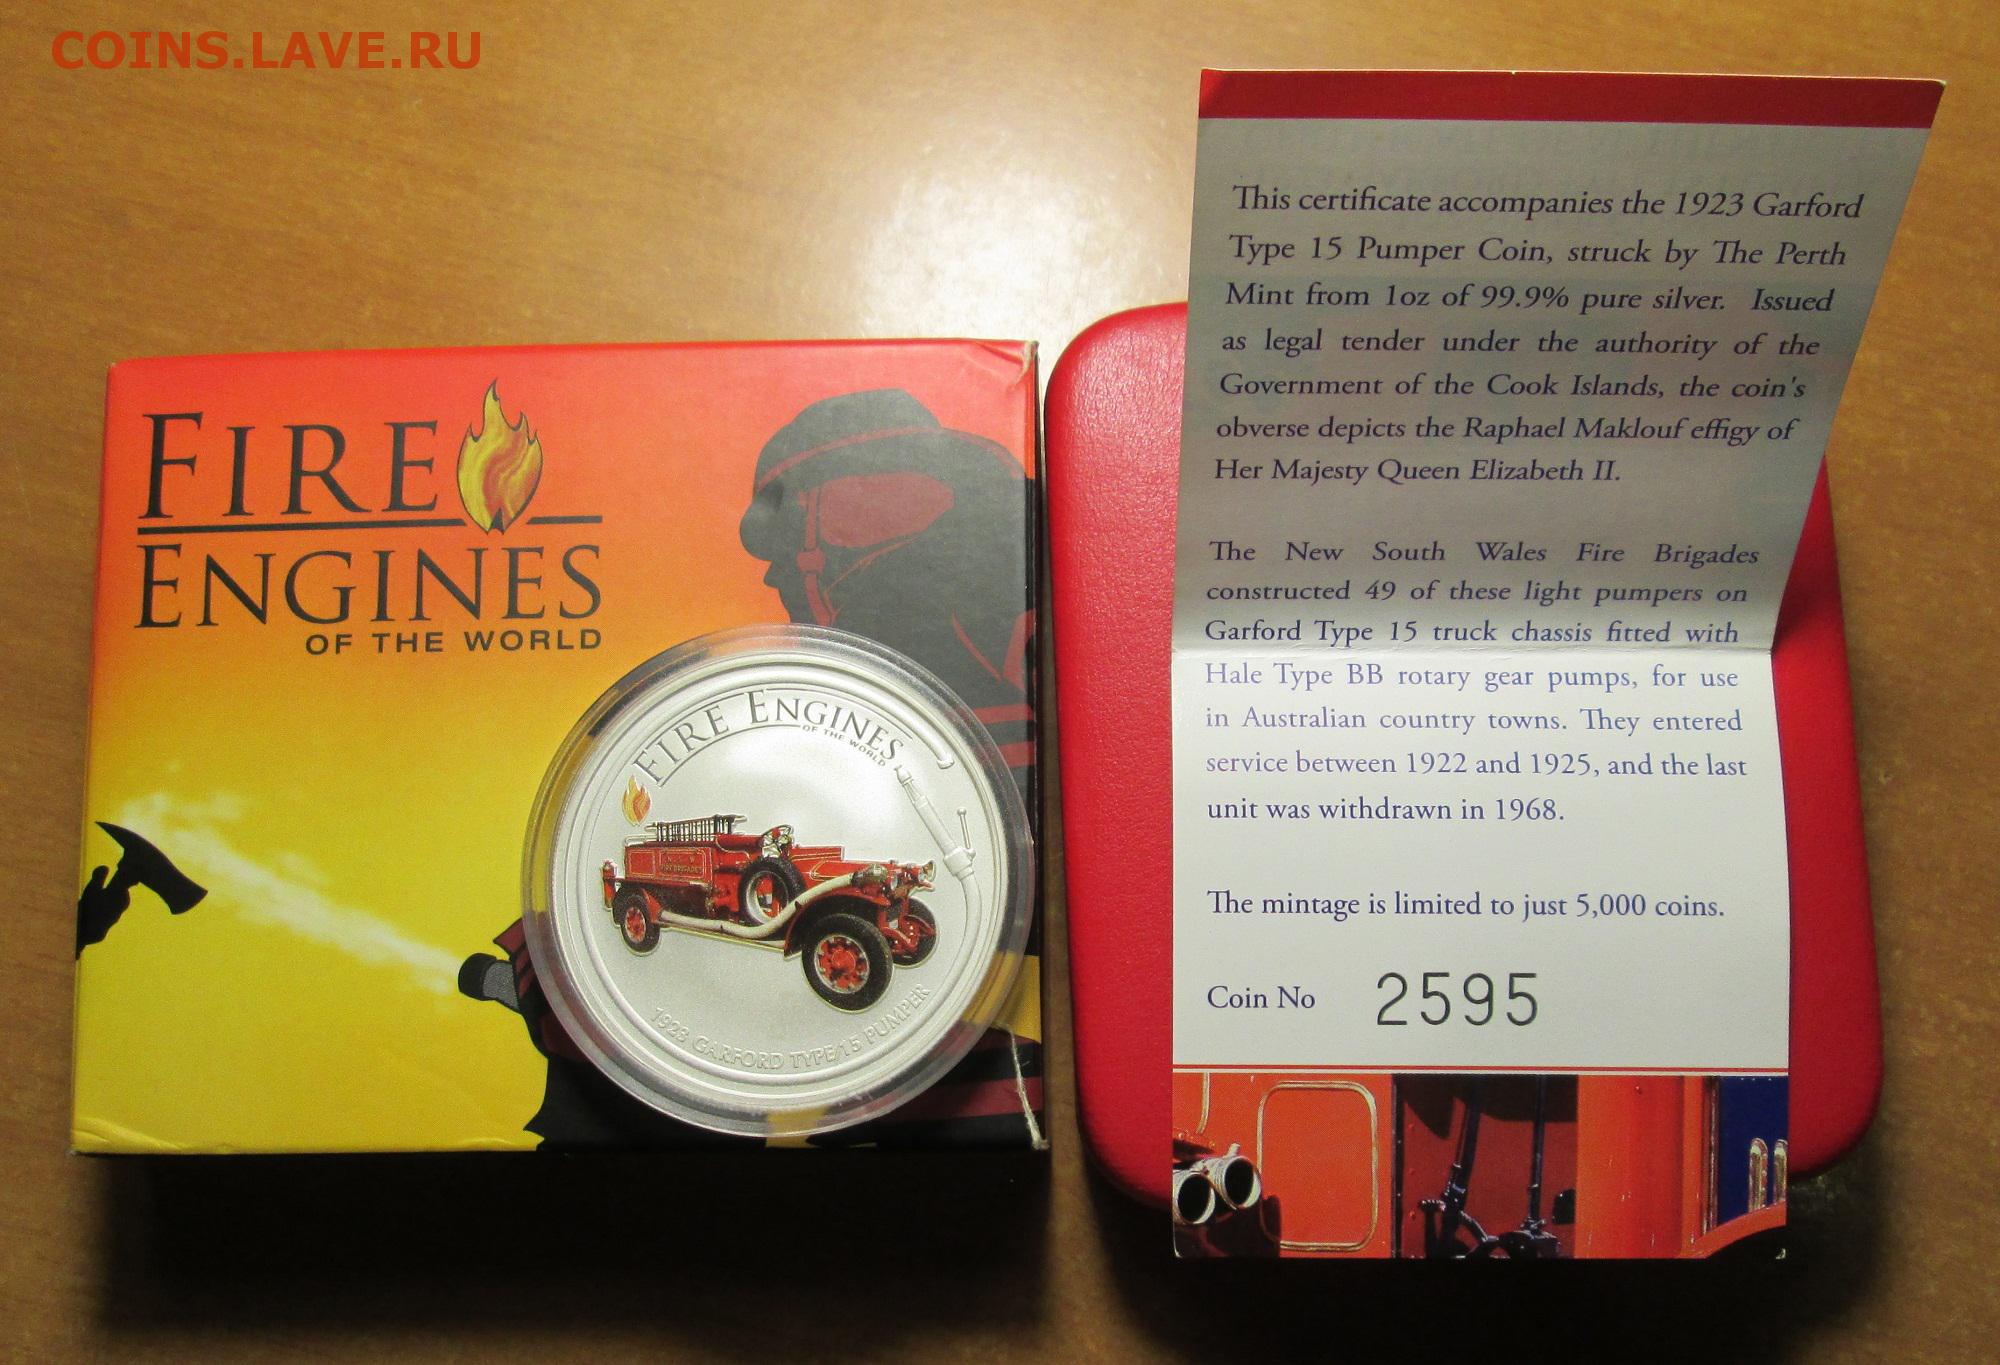 COINS.LAVE.RU
FIRE
ENGINES
OF THE WORLD
FIRE ENGINES
OF THE WORLD
N.S.W
FIRE BRIGADES
1923 GARFORD TYPE 15 PUMPER
This certificate accompanies the 1923 Garford
Type 15 Pumper Coin, struck by The Perth
Mint from 1oz of 99.9% pure silver. Issued
as legal tender under the authority of the
Government of the Cook Islands, the coin's
obverse depicts the Raphael Maklouf effigy of
Her Majesty Queen Elizabeth II.
The New South Wales Fire Brigades
constructed 49 of these light pumpers on
Garford Type 15 truck chassis fitted with
Hale Type BB rotary gear pumps, for use
in Australian country towns. They entered
service between 1922 and 1925, and the last
unit was withdrawn in 1968.
The mintage is limited to just 5,000 coins.
Coin No 2595